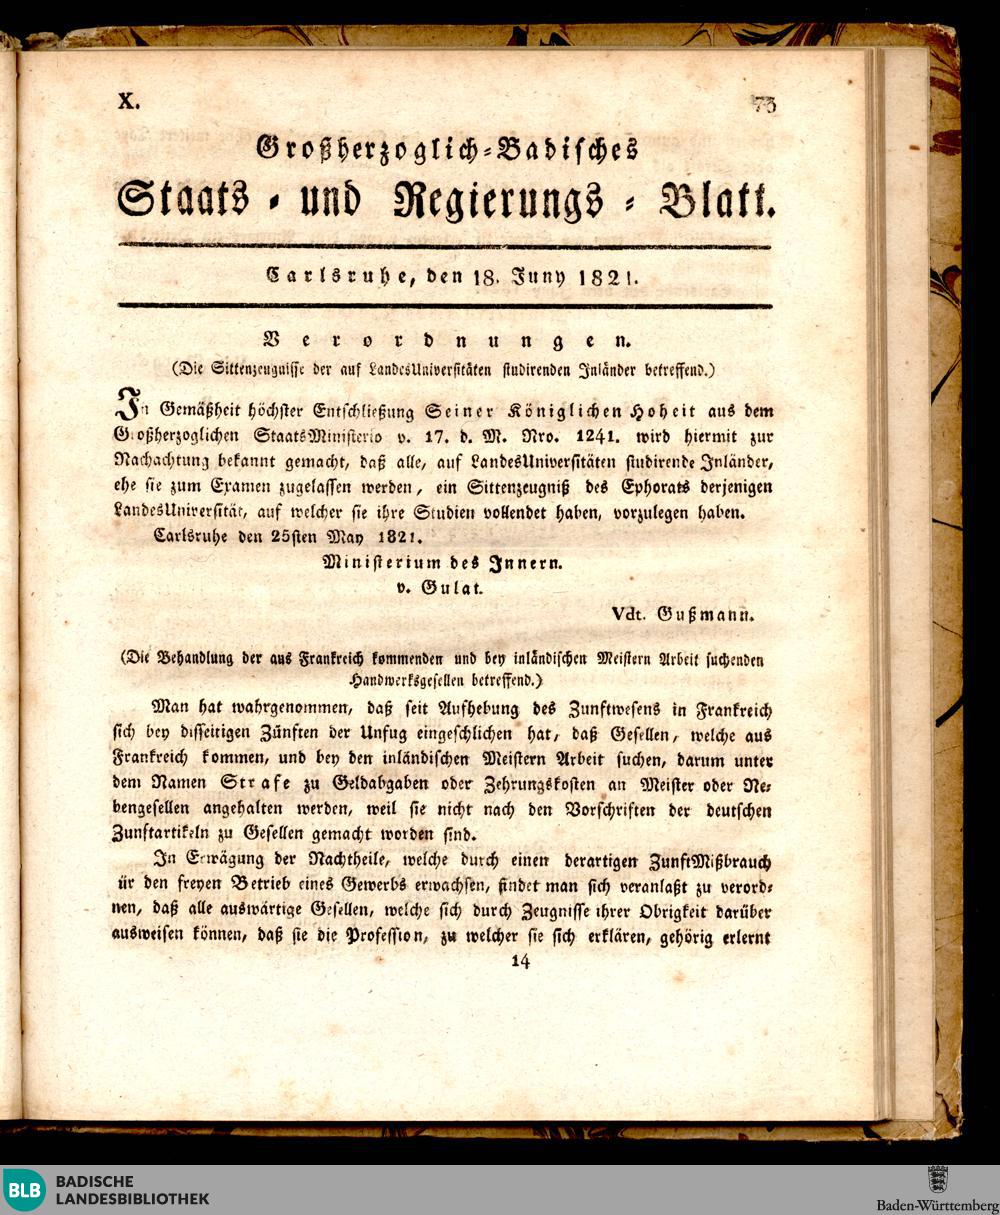 X.
73
Großherzoglich-Badisches
Staats - und Regierungs - Blatt.
Carlsruhe, den 18. Juny 1821.
Verordnungen.
(Die Sittenzeugnisse der auf LandesUniversitäten studirenden Inländer betreffend.)
In Gemäßheit höchster Entschließung Seiner Königlichen Hoheit aus dem
Großherzoglichen StaatsMinisterio v. 17. d. M. Nro. 1241. wird hiermit zur
Nachachtung bekannt gemacht, daß alle, auf LandesUniversitäten studirende Inländer,
ehe sie zum Examen zugelassen werden, ein Sittenzeugniß des Ephorats derjenigen
LandesUniversität, auf welcher sie ihre Studien vollendet haben, vorzulegen haben.
Carlsruhe den 25sten May 1821.
Ministerium des Innern.
v. Gulat.
Vdt. Gußmann.
(Die Behandlung der aus Frankreich kommenden und bey inländischen Meistern Arbeit suchenden
Handwerksgesellen betreffend.)
Man hat wahrgenommen, daß seit Aufhebung des Zunftwesens in Frankreich
sich bey disseitigen Zünften der Unfug eingeschlichen hat, daß Gesellen, welche aus
Frankreich kommen, und bey den inländischen Meistern Arbeit suchen, darum unter
dem Namen Strafe zu Geldabgaben oder Zehrungskosten an Meister oder Ne-
bengesellen angehalten werden, weil sie nicht nach den Vorschriften der deutschen
Zunftartikeln zu Gesellen gemacht worden sind.
In Erwägung der Nachtheile, welche durch einen derartigen ZunftMißbrauch
ür den freyen Betrieb eines Gewerbs erwachsen, findet man sich veranlaßt zu verord-
nen, daß alle auswärtige Gesellen, welche sich durch Zeugnisse ihrer Obrigkeit darüber
ausweisen können, daß sie die Profession, zu welcher sie sich erklären, gehörig erlernt
14
BLB BADISCHE
LANDESBIBLIOTHEK
Baden-Württemberg